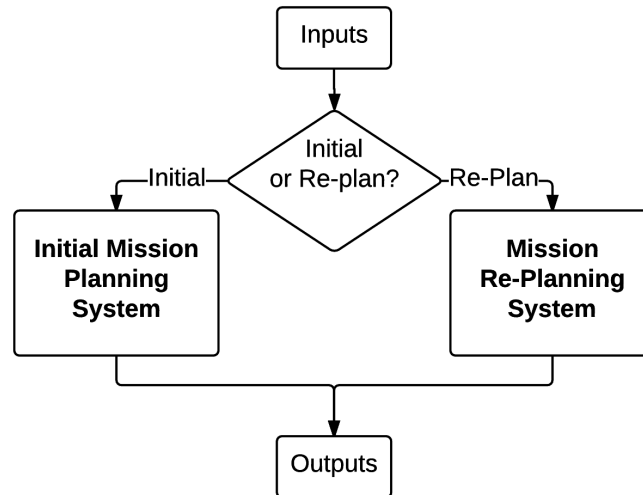 Inputs
Initial
or Re-plan?
Initial
Re-Plan
Initial Mission
Planning
System
Mission
Re-Planning
System
Outputs